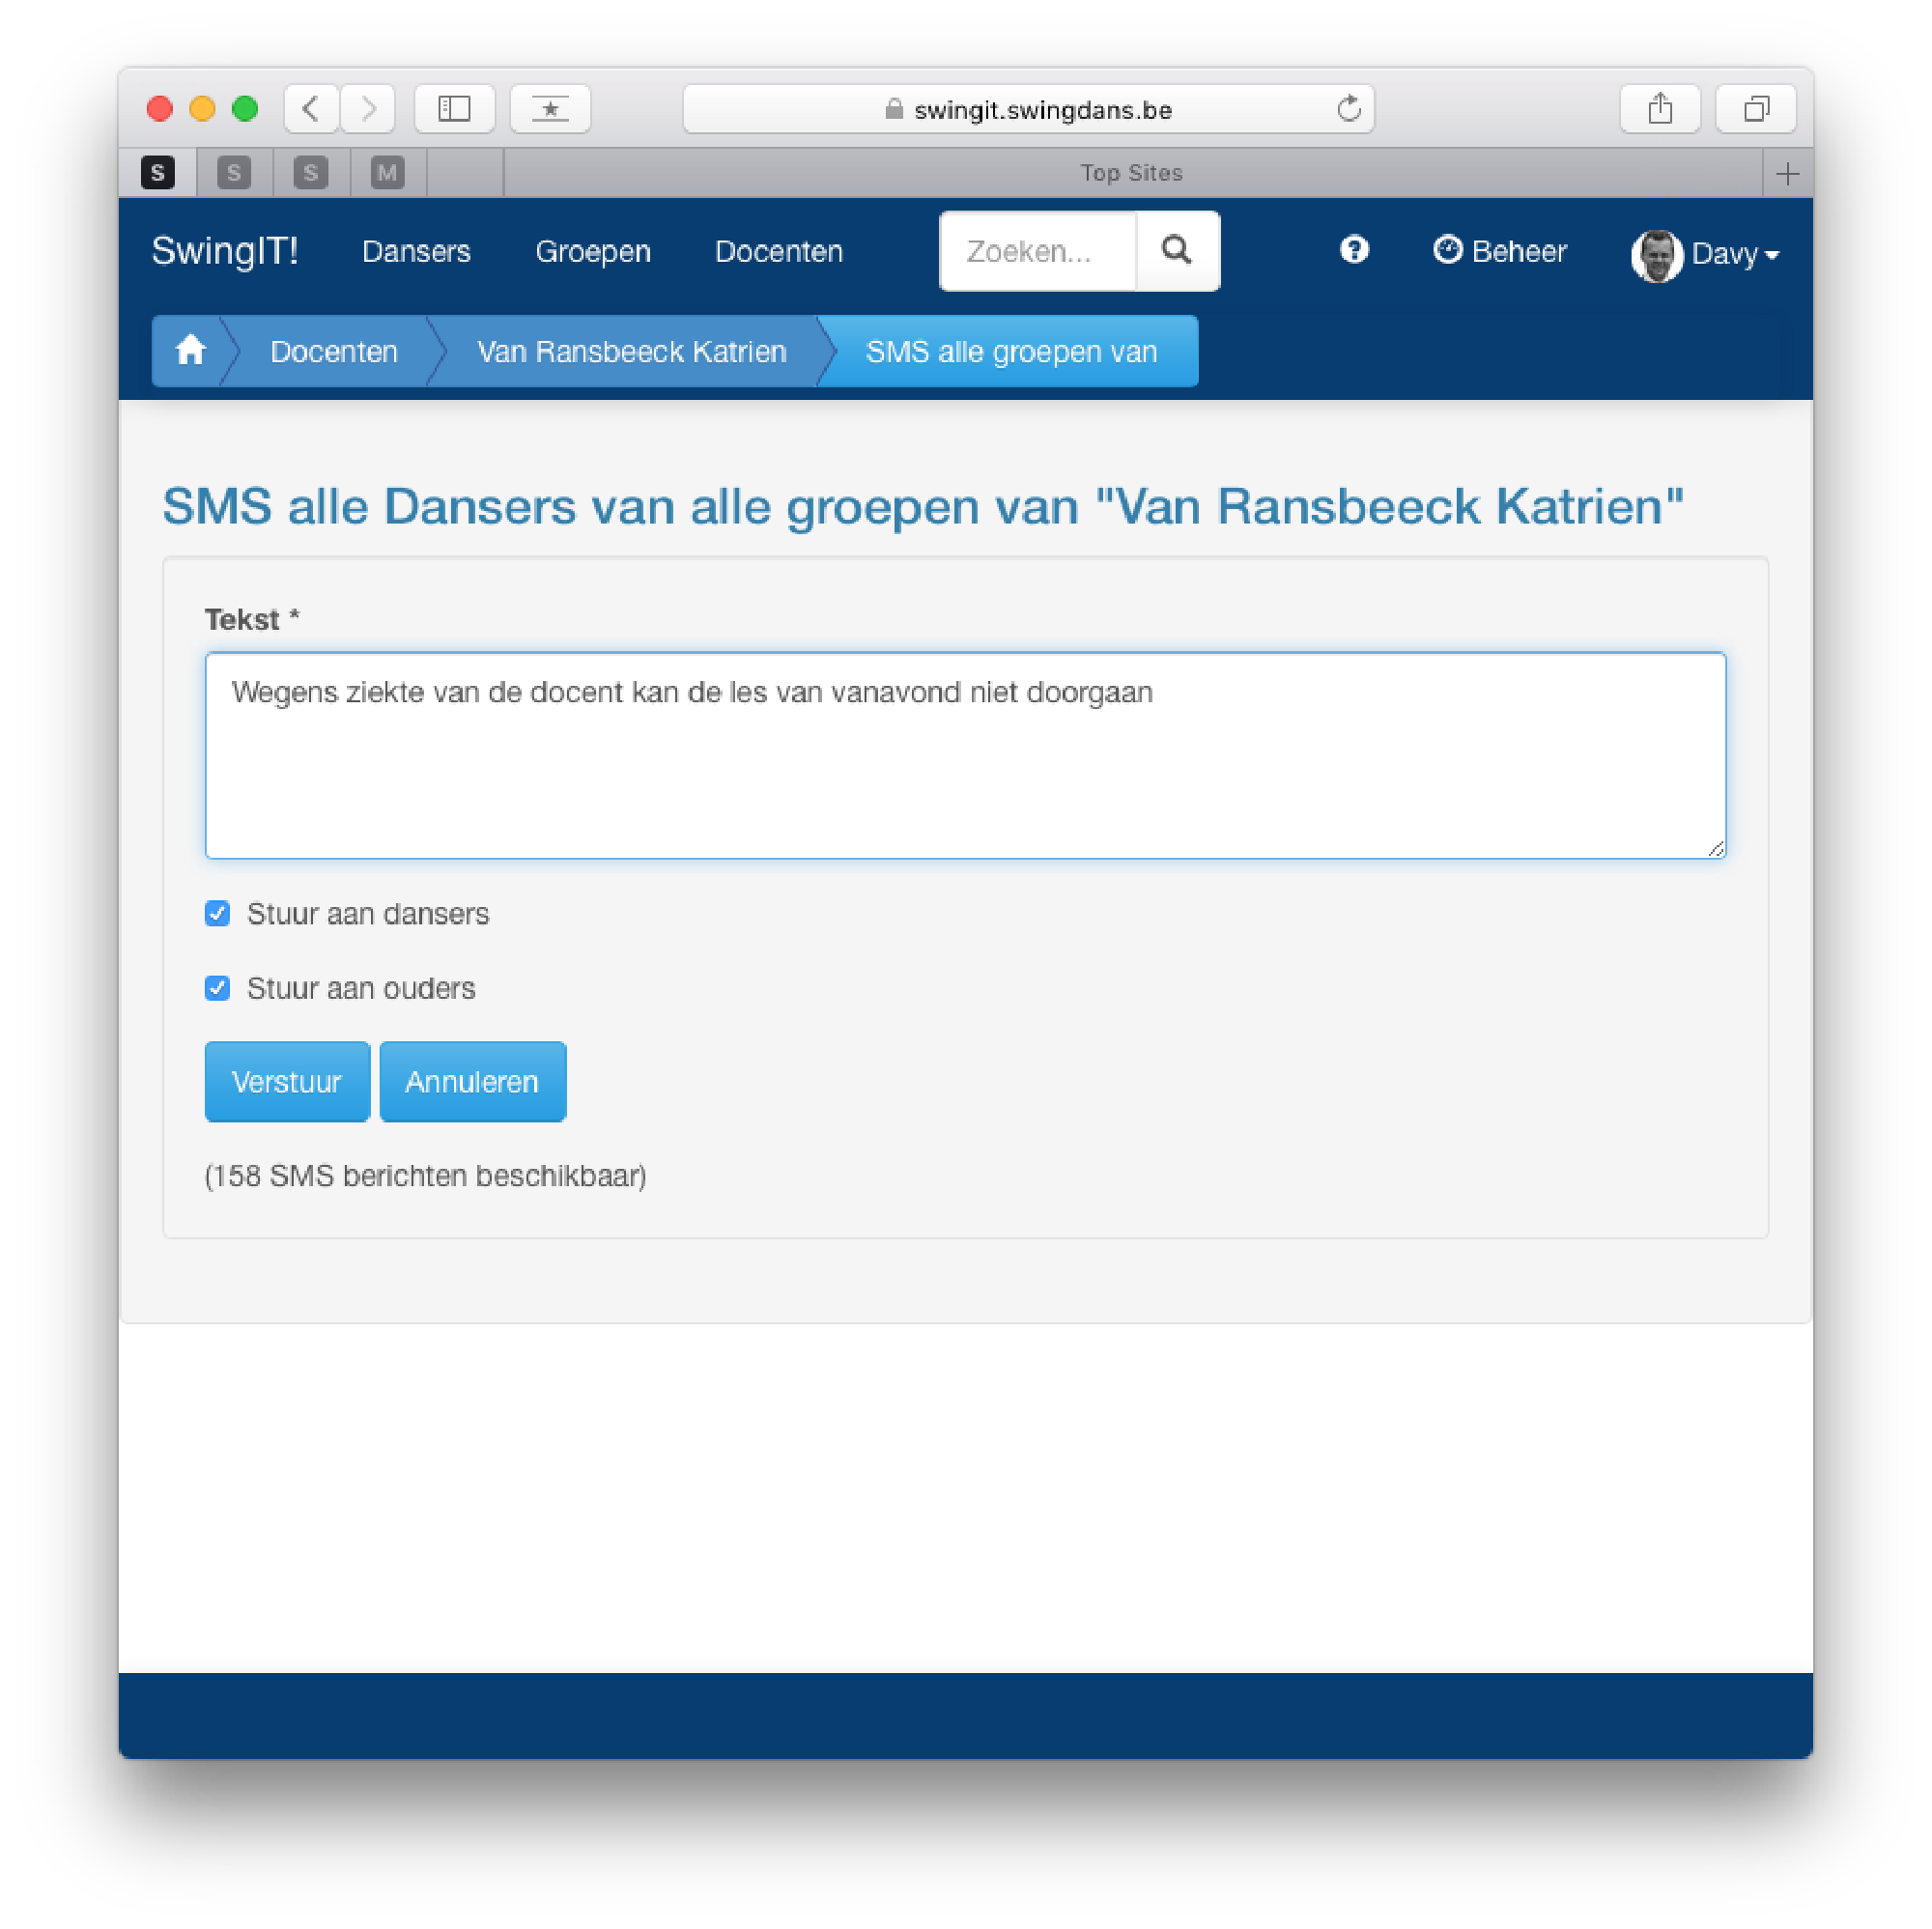 swingit.swingdans.be
S S S M Top Sites
SwingIT! Dansers Groepen Docenten Zoeken... ? Beheer Davy
Docenten Van Ransbeeck Katrien SMS alle groepen van
SMS alle Dansers van alle groepen van "Van Ransbeeck Katrien"
Tekst *
Wegens ziekte van de docent kan de les van vanavond niet doorgaan
Stuur aan dansers
Stuur aan ouders
Verstuur Annuleren
(158 SMS berichten beschikbaar)